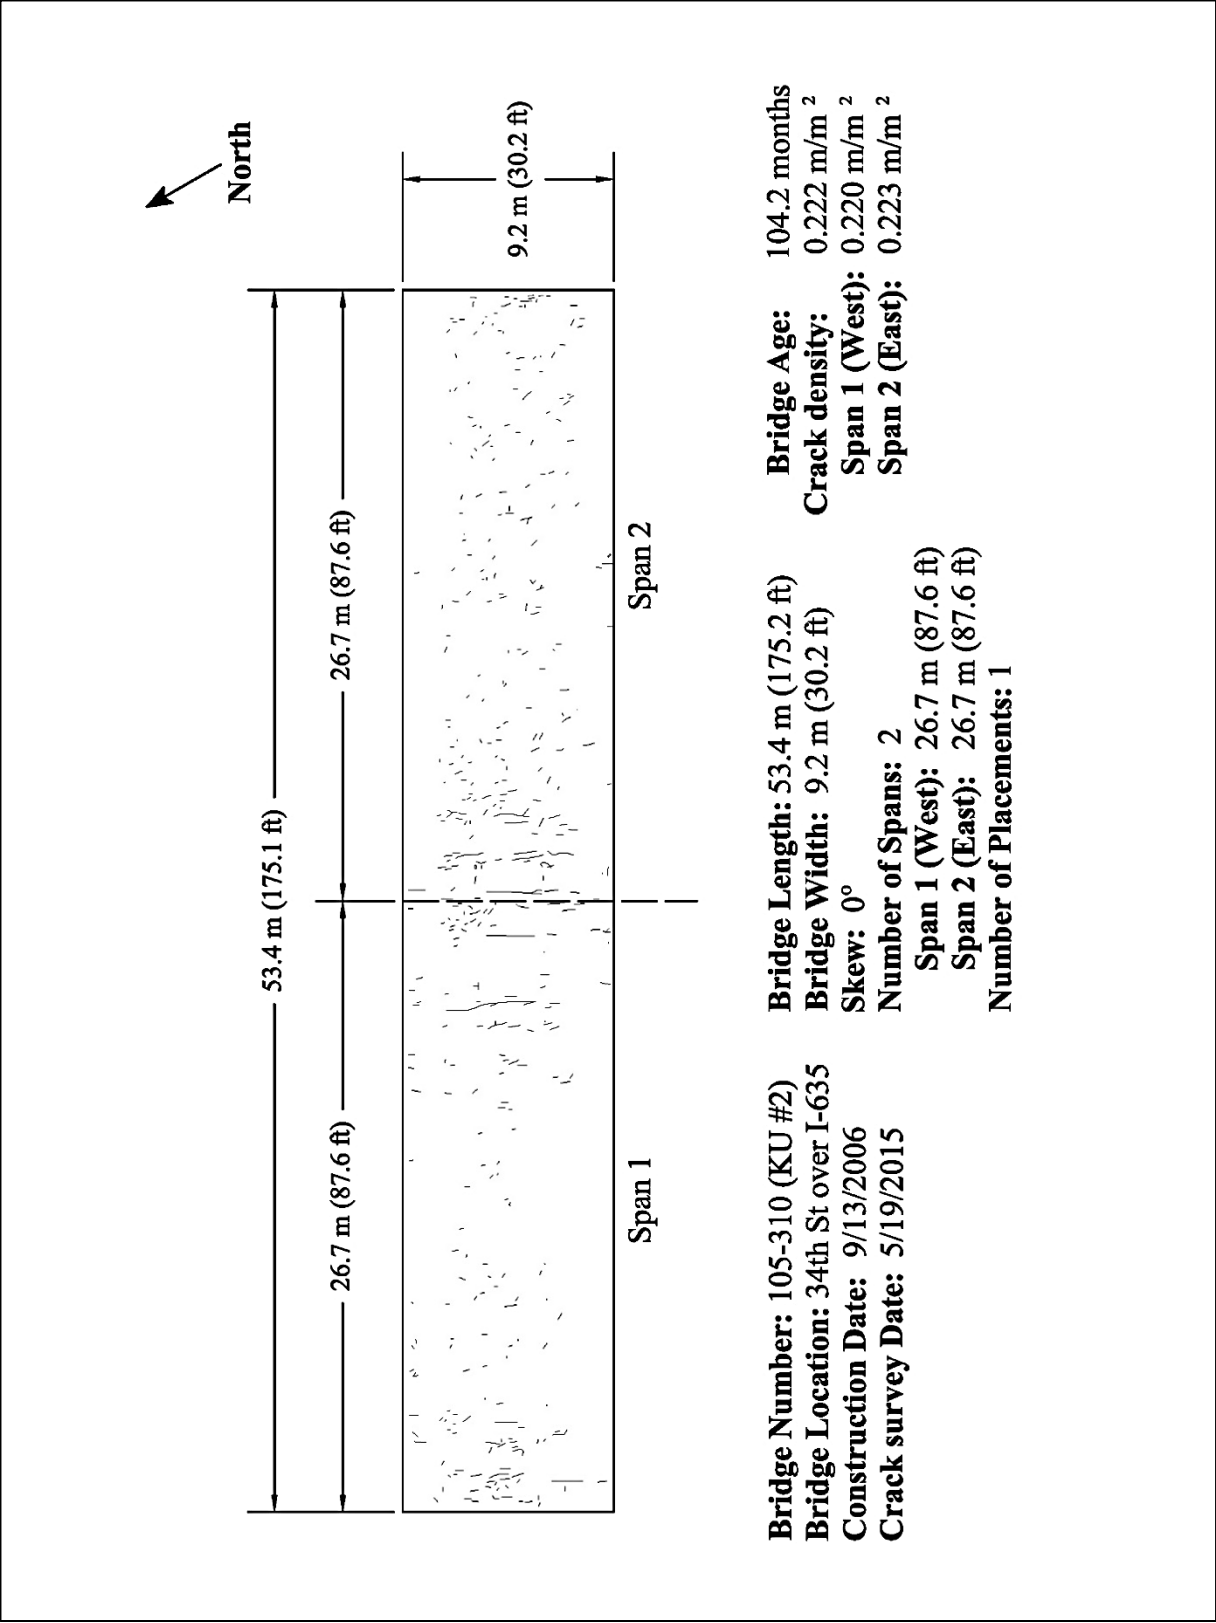 North
53.4 m (175.1 ft)
26.7 m (87.6 ft)
26.7 m (87.6 ft)
9.2 m (30.2 ft)
Span 1
Span 2
Bridge Number: 105-310 (KU #2)
Bridge Location: 34th St over I-635
Construction Date: 9/13/2006
Crack survey Date: 5/19/2015
Bridge Length: 53.4 m (175.2 ft)
Bridge Width: 9.2 m (30.2 ft)
Skew: 0º
Number of Spans: 2
Span 1 (West): 26.7 m (87.6 ft)
Span 2 (East): 26.7 m (87.6 ft)
Number of Placements: 1
Bridge Age: 104.2 months
Crack density: 0.222 m/m ²
Span 1 (West): 0.220 m/m ²
Span 2 (East): 0.223 m/m ²